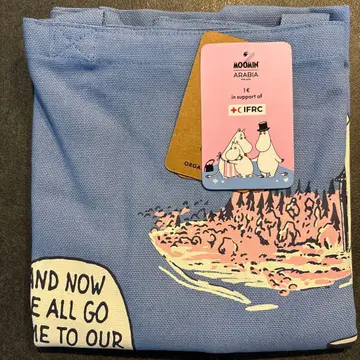 MOOMIN
ARABIA
1 €
in support of
IFRC
ORGA
AND NOW
E ALL GO
ME TO OUR